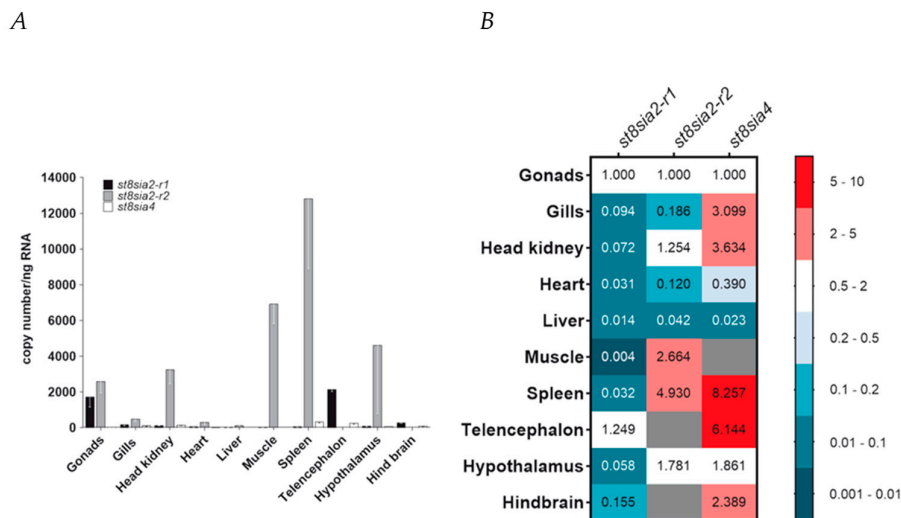 A
B
st8sia2-r1
st8sia2-r2
st8sia4
14000
12000
10000
8000
6000
4000
2000
0
copy number/ng RNA
st8sia2-r1
st8sia2-r2
st8sia4
Gonads
Gills
Head kidney
Heart
Liver
Muscle
Spleen
Telencephalon
Hypothalamus
Hind brain
Gonads 1.000 1.000 1.000
Gills 0.094 0.186 3.099
Head kidney 0.072 1.254 3.634
Heart 0.031 0.120 0.390
Liver 0.014 0.042 0.023
Muscle 0.004 2.664
Spleen 0.032 4.930 8.257
Telencephalon 1.249 6.144
Hypothalamus 0.058 1.781 1.861
Hindbrain 0.155 2.389
5 - 10
2 - 5
0.5 - 2
0.2 - 0.5
0.1 - 0.2
0.01 - 0.1
0.001 - 0.01